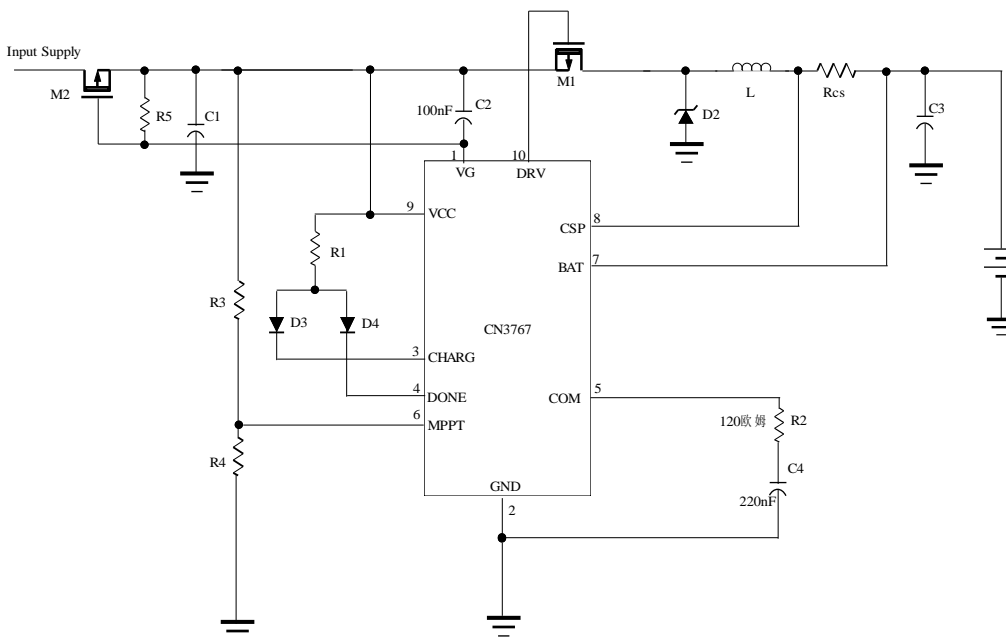 Input Supply
M2
R5
C1
100nF
C2
M1
D2
L
Rcs
C3
1
VG
10
DRV
9
VCC
CSP
8
BAT
7
R1
R3
D3
D4
CN3767
3
CHARG
4
DONE
COM
5
6
MPPT
120欧姆
R2
R4
C4
220nF
GND
2